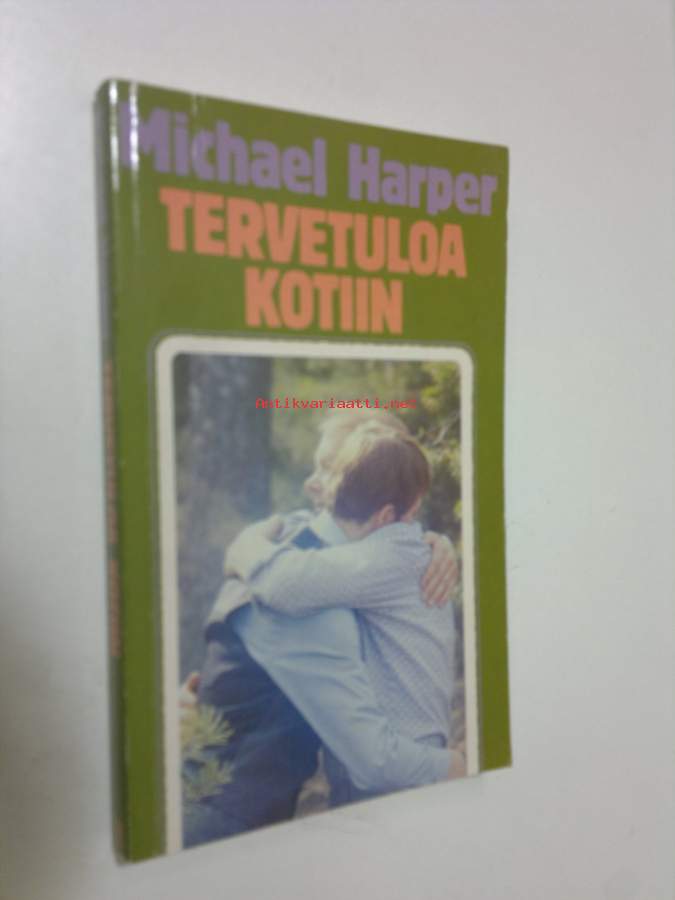 Michael Harper
TERVETULOA
KOTIIN
Antikvariaatti.net